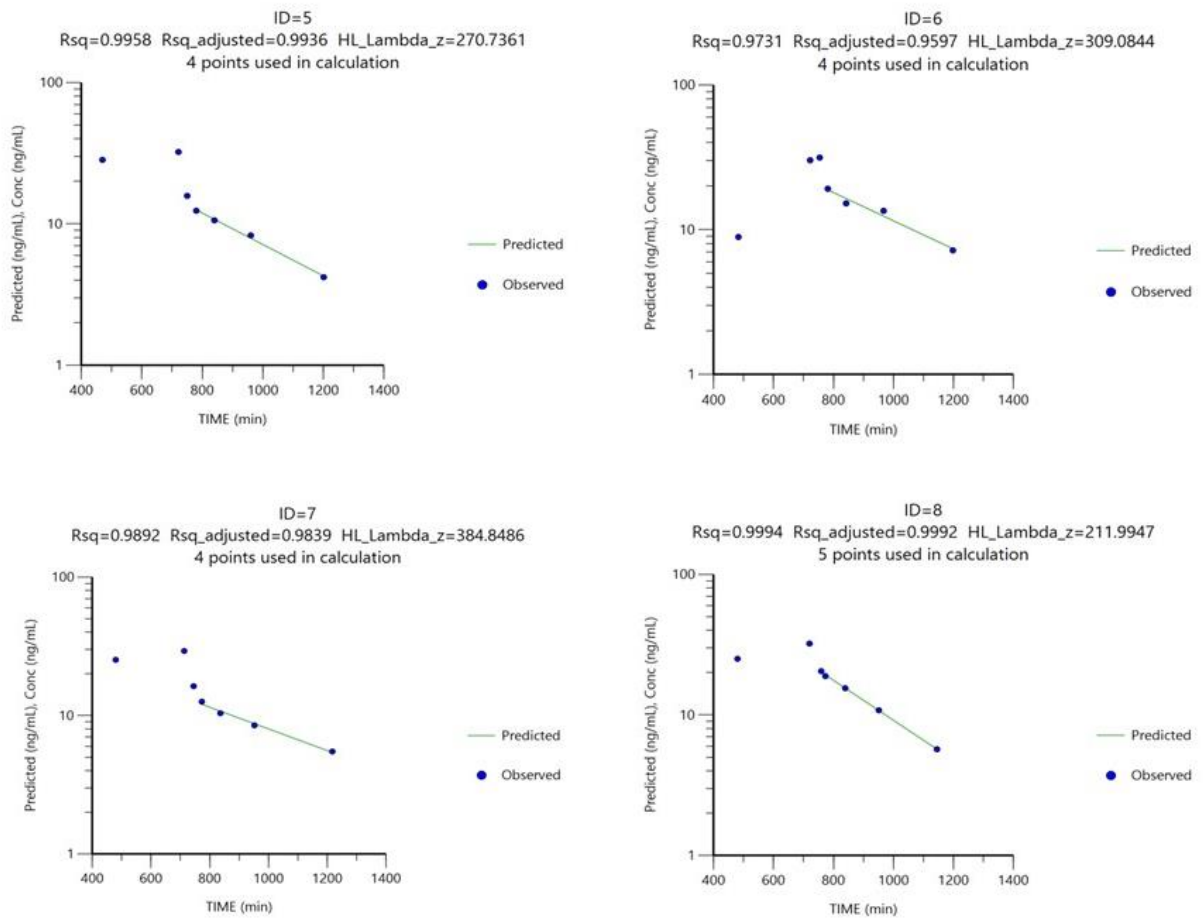 ID=5
Rsq=0.9958 Rsq_adjusted=0.9936 HL_Lambda_z=270.7361
4 points used in calculation
100
10
1
Predicted (ng/mL), Conc (ng/mL)
400 600 800 1000 1200 1400
TIME (min)
Predicted
Observed
ID=6
Rsq=0.9731 Rsq_adjusted=0.9597 HL_Lambda_z=309.0844
4 points used in calculation
100
10
1
Predicted (ng/mL), Conc (ng/mL)
400 600 800 1000 1200 1400
TIME (min)
Predicted
Observed
ID=7
Rsq=0.9892 Rsq_adjusted=0.9839 HL_Lambda_z=384.8486
4 points used in calculation
100
10
1
Predicted (ng/mL), Conc (ng/mL)
400 600 800 1000 1200 1400
TIME (min)
Predicted
Observed
ID=8
Rsq=0.9994 Rsq_adjusted=0.9992 HL_Lambda_z=211.9947
5 points used in calculation
100
10
1
Predicted (ng/mL), Conc (ng/mL)
400 600 800 1000 1200 1400
TIME (min)
Predicted
Observed